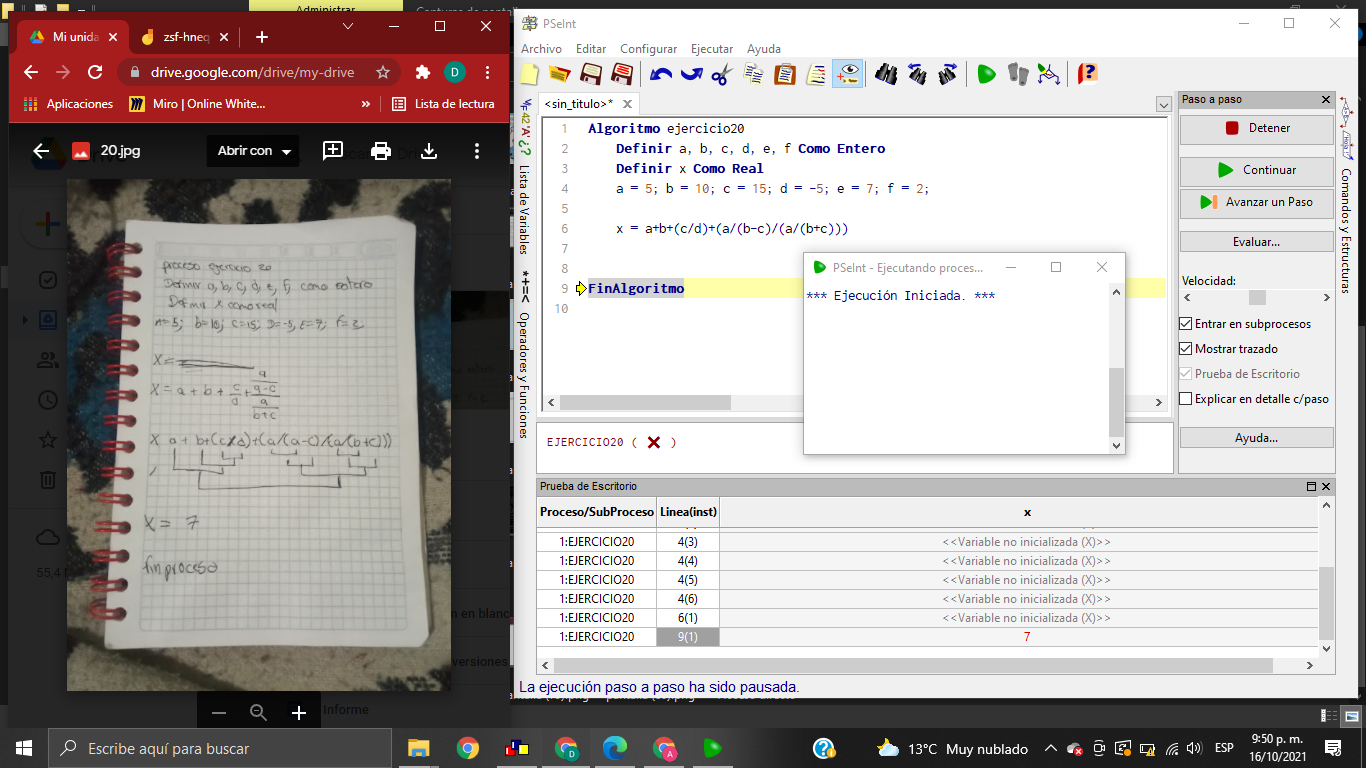 Administrar
Mi unida
zsf-hneq
drive.google.com/drive/my-drive
D
Aplicaciones
Miro | Online White...
»
Lista de lectura
20.jpg
Abrir con
proceso ejercicio 20
Definir a, b, c, d, e, f, como entero
Definir x como real
A=5; b=10; C=15; D=-5, E=7; F=2
X=
X = a + b + c/d + a/a-c / a/b+c
X a + b+(c/d)+(a/(a-c)/(a/(b+c)))
X = 7
fin proceso
55,4
n en blanc
versiones
Informe
PSeInt
Archivo Editar Configurar Ejecutar Ayuda
<sin_titulo>*
Lista de Variables
Operadores y Funciones
1 Algoritmo ejercicio20
2 Definir a, b, c, d, e, f Como Entero
3 Definir x Como Real
4 a = 5; b = 10; c = 15; d = -5; e = 7; f = 2;
5
6 x = a+b+(c/d)+(a/(b-c)/(a/(b+c)))
7
8
9 FinAlgoritmo
10
PSeInt - Ejecutando proces...
*** Ejecución Iniciada. ***
EJERCICIO20 ( )
Paso a paso
Detener
Continuar
Avanzar un Paso
Evaluar...
Velocidad:
Entrar en subprocesos
Mostrar trazado
Prueba de Escritorio
Explicar en detalle c/paso
Ayuda...
Comandos y Estructuras
Prueba de Escritorio
Proceso/SubProceso Linea(inst) x
1:EJERCICIO20 4(3) <<Variable no inicializada (X)>>
1:EJERCICIO20 4(4) <<Variable no inicializada (X)>>
1:EJERCICIO20 4(5) <<Variable no inicializada (X)>>
1:EJERCICIO20 4(6) <<Variable no inicializada (X)>>
1:EJERCICIO20 6(1) <<Variable no inicializada (X)>>
1:EJERCICIO20 9(1) 7
La ejecución paso a paso ha sido pausada.
Escribe aquí para buscar
13°C Muy nublado
ESP
9:50 p. m.
16/10/2021